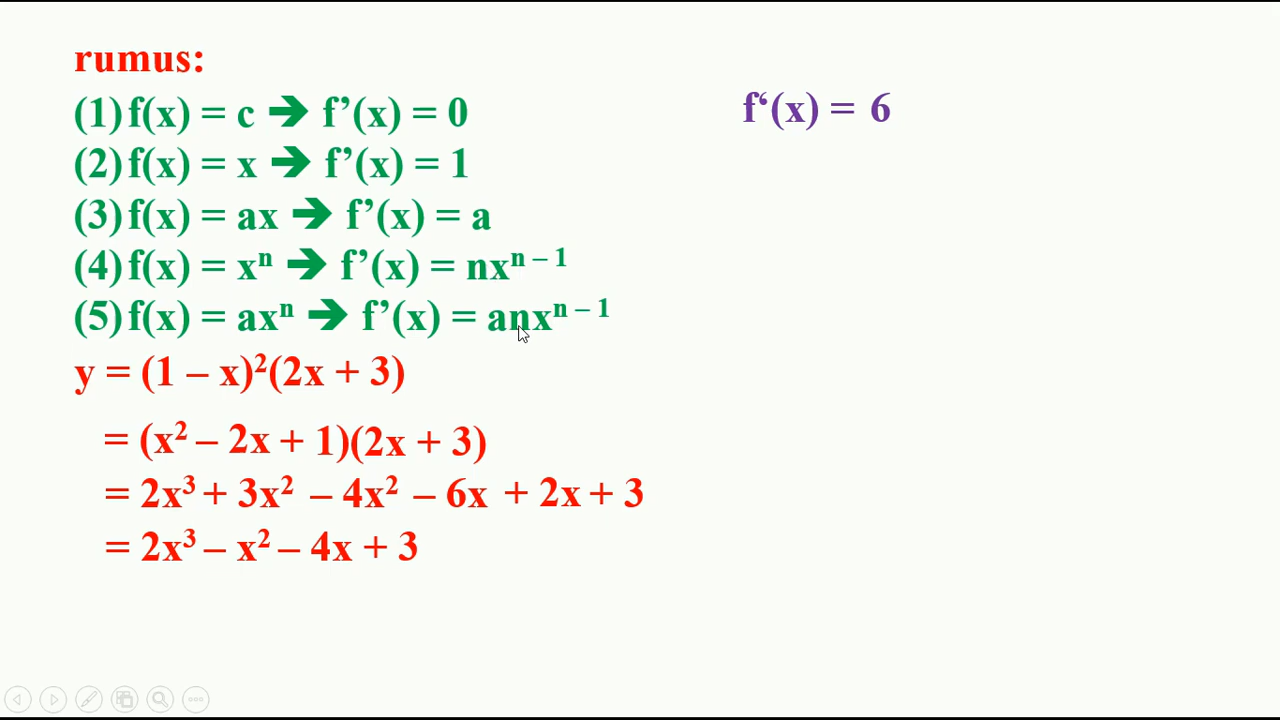 rumus:
(1) f(x) = c ➔ f’(x) = 0
(2) f(x) = x ➔ f’(x) = 1
(3) f(x) = ax ➔ f’(x) = a
(4) f(x) = xⁿ ➔ f’(x) = nxⁿ ⁻ ¹
(5) f(x) = axⁿ ➔ f’(x) = anxⁿ ⁻ ¹
y = (1 – x)²(2x + 3)
= (x² – 2x + 1)(2x + 3)
= 2x³ + 3x² – 4x² – 6x + 2x + 3
= 2x³ – x² – 4x + 3
f‘(x) = 6